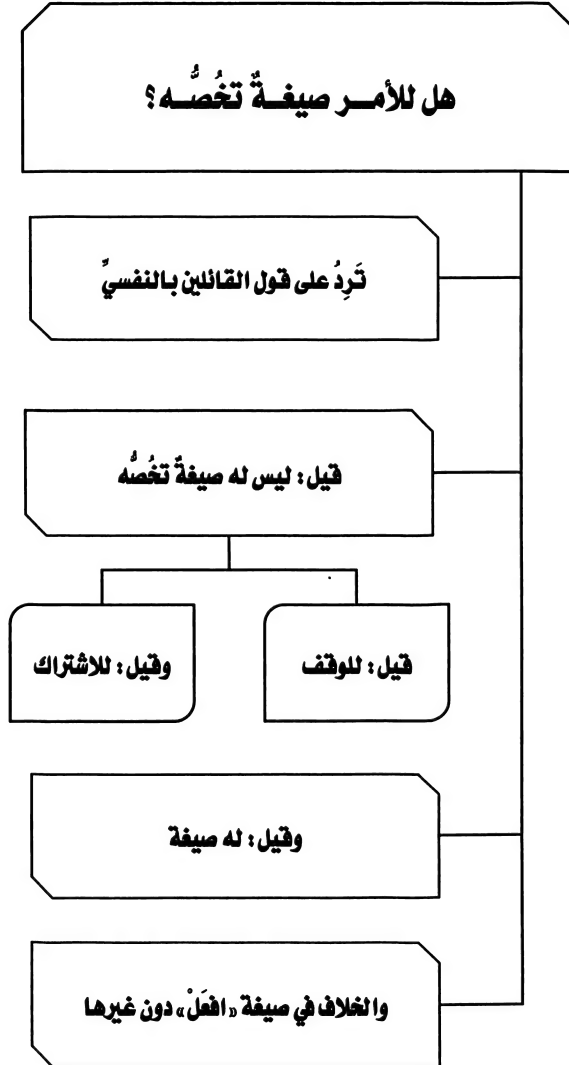 هل للأمـــر صيغـــةٌ تخُصُّـــه؟
تَرِدُ على قول القائلين بالنفسيِّ
قيل: ليس له صيغةٌ تخُصُّه
قيل: للوقف
وقيل: للاشتراك
وقيل: له صيغة
والخلاف في صيغة «افعَلْ» دون غيرها